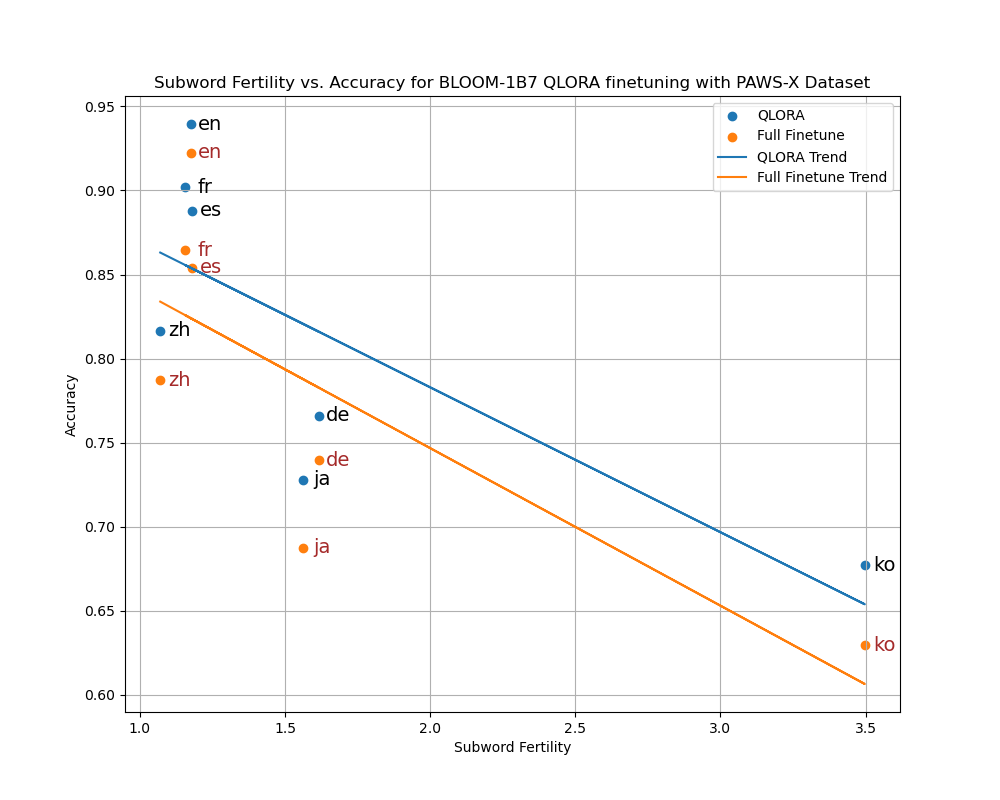 Subword Fertility vs. Accuracy for BLOOM-1B7 QLORA finetuning with PAWS-X Dataset
QLORA
Full Finetune
QLORA Trend
Full Finetune Trend
en
en
fr
es
fr
es
zh
zh
de
de
ja
ja
ko
ko
0.95
0.90
0.85
0.80
0.75
0.70
0.65
0.60
Accuracy
1.0 1.5 2.0 2.5 3.0 3.5
Subword Fertility